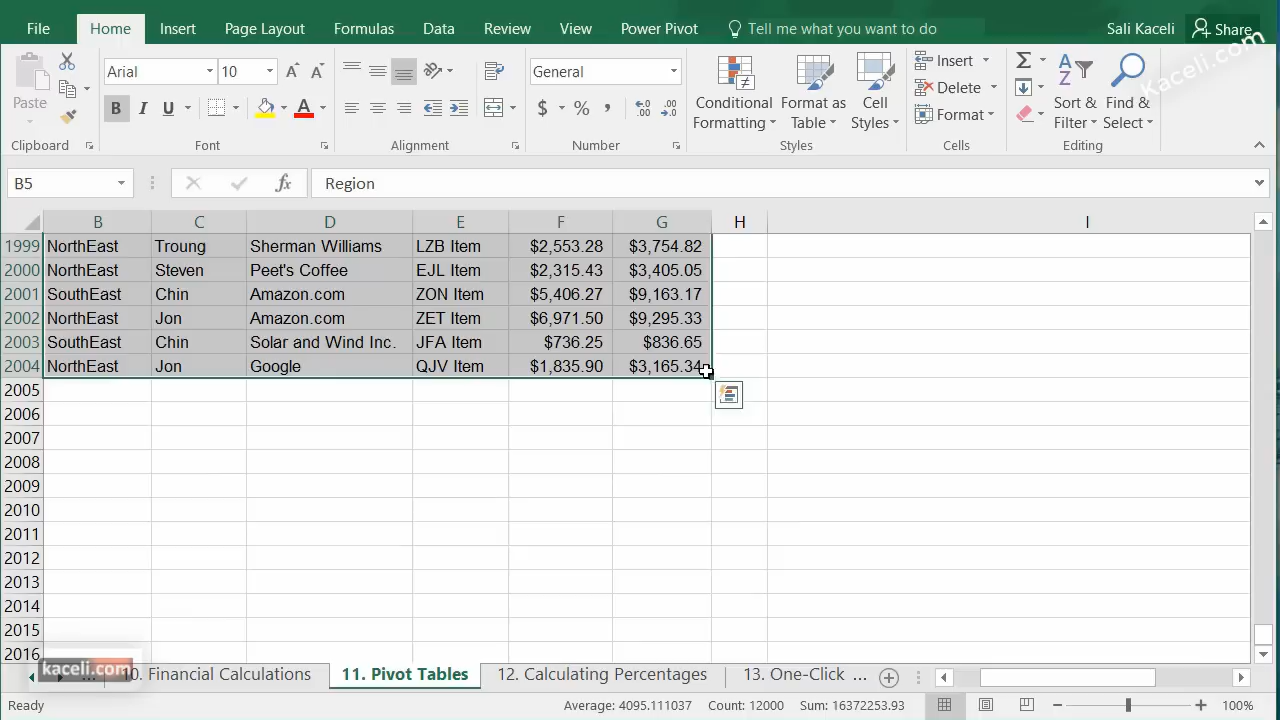 File Home Insert Page Layout Formulas Data Review View Power Pivot Tell me what you want to do Sali Kaceli Share
Kaceli.com
Paste
Arial 10
B I U A
General
$ % ,
Conditional Formatting
Format as Table
Cell Styles
Insert
Delete
Format
Sort & Filter
Find & Select
Clipboard Font Alignment Number Styles Cells Editing
B5 fx Region
B C D E F G H I
1999 NorthEast Troung Sherman Williams LZB Item $2,553.28 $3,754.82
2000 NorthEast Steven Peet's Coffee EJL Item $2,315.43 $3,405.05
2001 SouthEast Chin Amazon.com ZON Item $5,406.27 $9,163.17
2002 NorthEast Jon Amazon.com ZET Item $6,971.50 $9,295.33
2003 SouthEast Chin Solar and Wind Inc. JFA Item $736.25 $836.65
2004 NorthEast Jon Google QJV Item $1,835.90 $3,165.34
2005
2006
2007
2008
2009
2010
2011
2012
2013
2014
2015
2016
kaceli.com
... 10. Financial Calculations 11. Pivot Tables 12. Calculating Percentages 13. One-Click ...
Ready Average: 4095.111037 Count: 12000 Sum: 16372253.93 100%